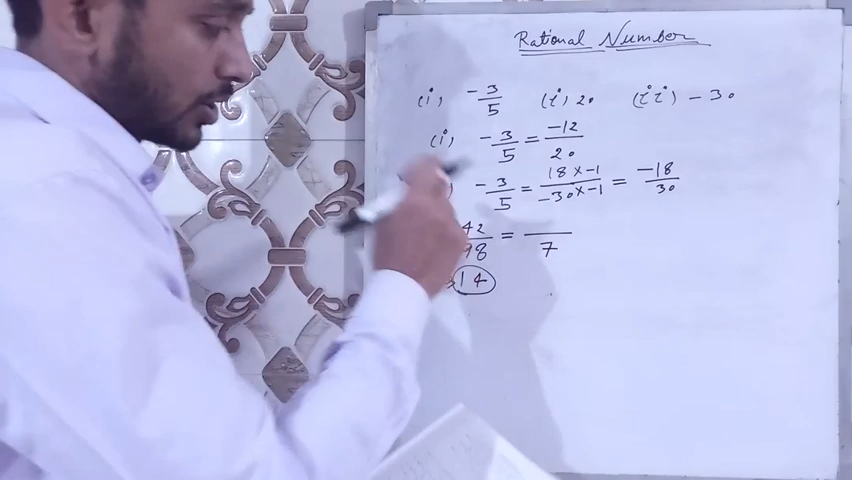 Rational Number
(i) -3/5 (i) 20 (ii) - 30
(i) -3/5 = -12/20
) -3/5 = 18 x -1/-30 x -1 = -18/30
42/98 = /7
14